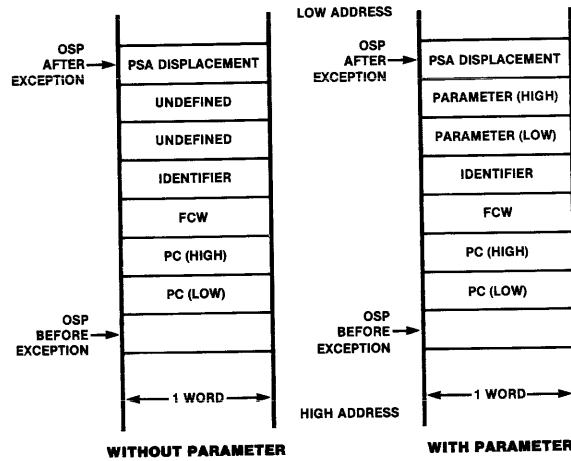 LOW ADDRESS
OSP
AFTER
EXCEPTION
PSA DISPLACEMENT
UNDEFINED
UNDEFINED
IDENTIFIER
FCW
PC (HIGH)
PC (LOW)
OSP
BEFORE
EXCEPTION
1 WORD
WITHOUT PARAMETER
OSP
AFTER
EXCEPTION
PSA DISPLACEMENT
PARAMETER (HIGH)
PARAMETER (LOW)
IDENTIFIER
FCW
PC (HIGH)
PC (LOW)
OSP
BEFORE
EXCEPTION
1 WORD
HIGH ADDRESS
WITH PARAMETER